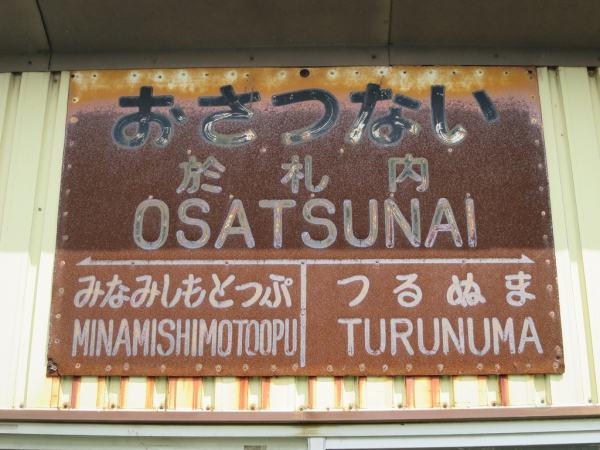 おさつない
於札内
OSATSUNAI
みなみしもとっぷ
MINAMISHIMOTOOPU
つるぬま
TURUNUMA